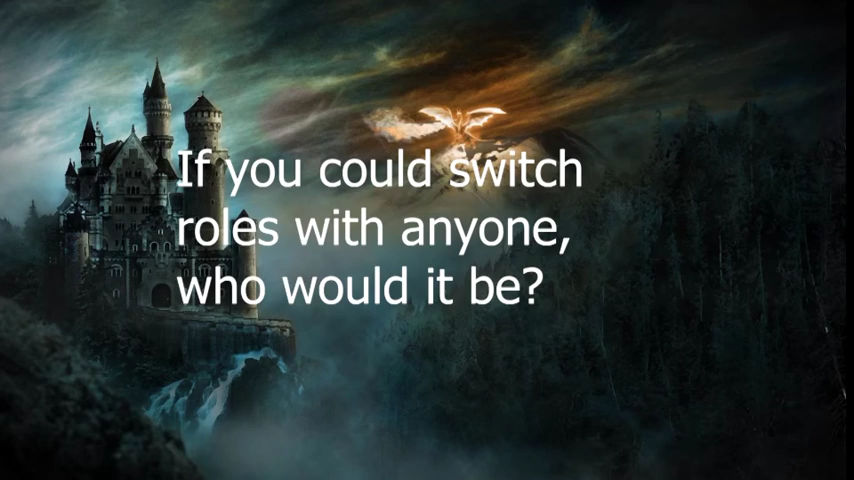 If you could switch
roles with anyone,
who would it be?